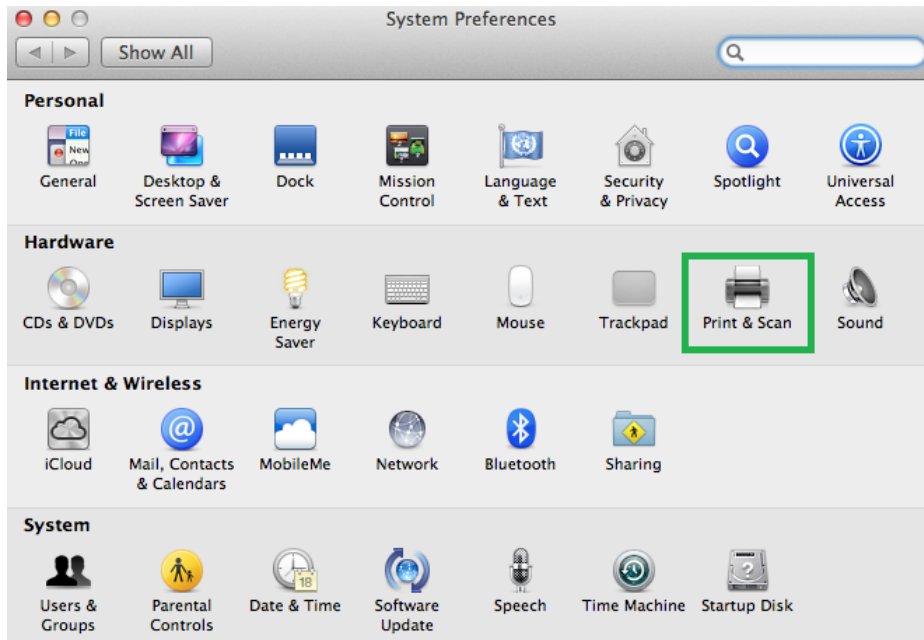 System Preferences
Show All
Personal
File
New
One
General
Desktop &
Screen Saver
Dock
Mission
Control
Language
& Text
Security
& Privacy
Spotlight
Universal
Access
Hardware
CDs & DVDs
Displays
Energy
Saver
Keyboard
Mouse
Trackpad
Print & Scan
Sound
Internet & Wireless
iCloud
@
Mail, Contacts
& Calendars
MobileMe
Network
Bluetooth
Sharing
System
Users &
Groups
Parental
Controls
18
Date & Time
Software
Update
Speech
Time Machine
?
Startup Disk